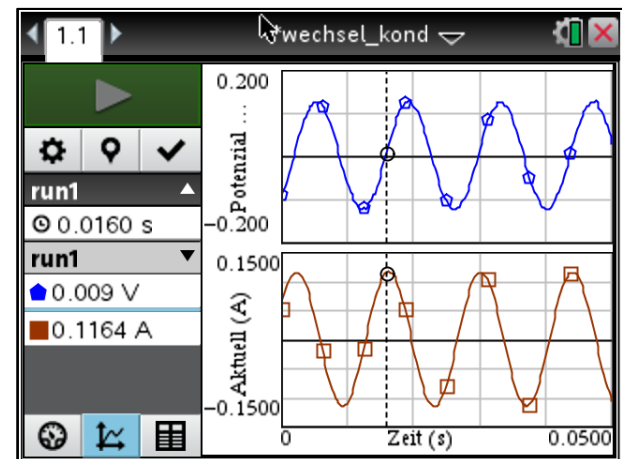 1.1
*wechsel_kond
run1
0.0160 s
run1
0.009 V
0.1164 A
0.200
Potenzial ...
-0.200
0.1500
Aktuell (A)
-0.1500
0
Zeit (s)
0.0500